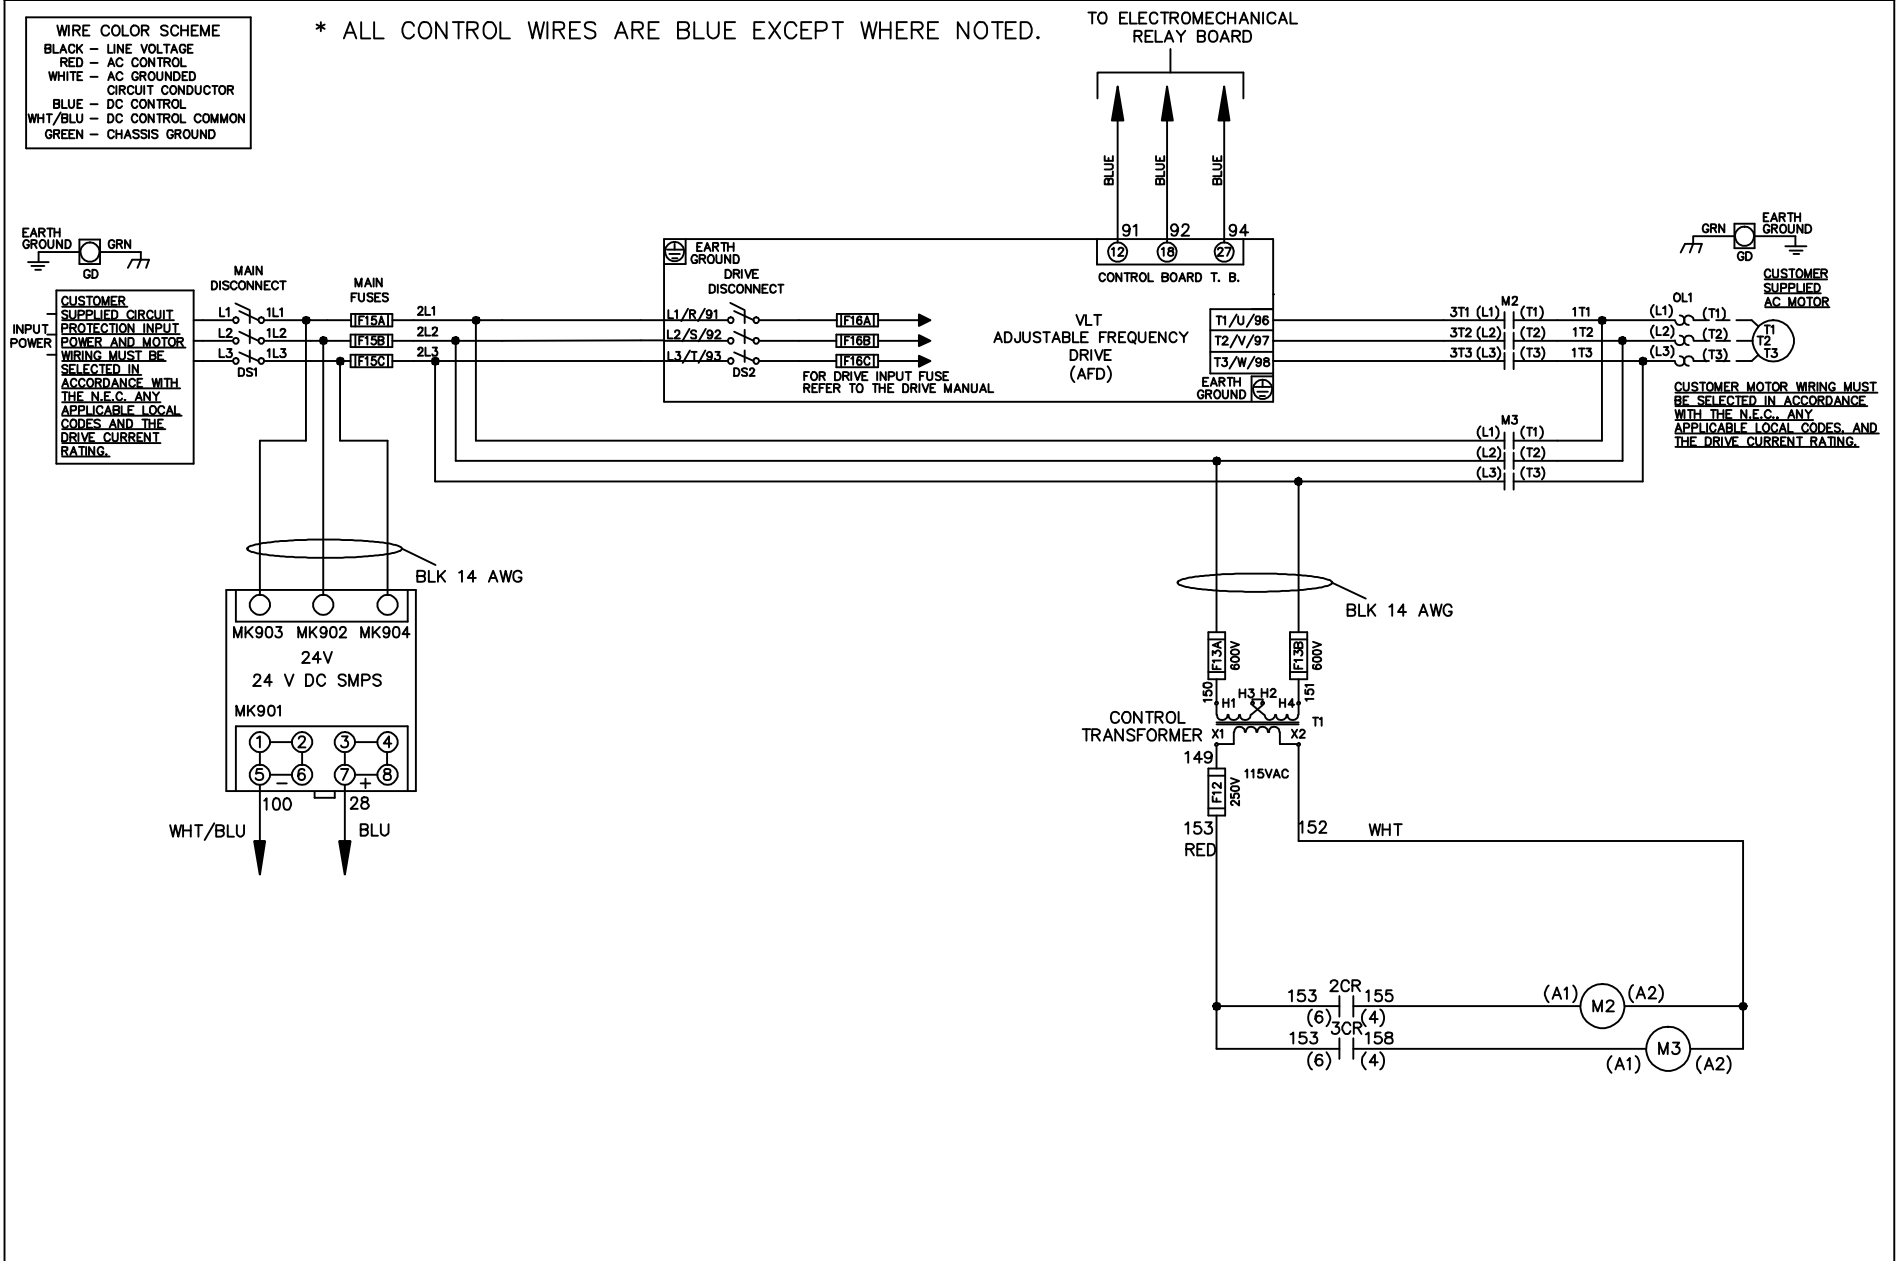 WIRE COLOR SCHEME
BLACK – LINE VOLTAGE
RED – AC CONTROL
WHITE – AC GROUNDED
CIRCUIT CONDUCTOR
BLUE – DC CONTROL
WHT/BLU – DC CONTROL COMMON
GREEN – CHASSIS GROUND
* ALL CONTROL WIRES ARE BLUE EXCEPT WHERE NOTED.
TO ELECTROMECHANICAL
RELAY BOARD
BLUE
BLUE
BLUE
91 92 94
12 18 27
CONTROL BOARD T. B.
EARTH
GROUND
GRN
GD
INPUT
POWER
CUSTOMER
SUPPLIED CIRCUIT
PROTECTION INPUT
POWER AND MOTOR
WIRING MUST BE
SELECTED IN
ACCORDANCE WITH
THE N.E.C. ANY
APPLICABLE LOCAL
CODES AND THE
DRIVE CURRENT
RATING.
MAIN
DISCONNECT
L1 1L1
L2 1L2
L3 1L3
DS1
MAIN
FUSES
F15A 2L1
F15B 2L2
F15C 2L3
EARTH
GROUND
DRIVE
DISCONNECT
L1/R/91
L2/S/92
L3/T/93
DS2
F16A
F16B
F16C
FOR DRIVE INPUT FUSE
REFER TO THE DRIVE MANUAL
VLT
ADJUSTABLE FREQUENCY
DRIVE
(AFD)
T1/U/96
T2/V/97
T3/W/98
EARTH
GROUND
M2
3T1 (L1) (T1) 1T1
3T2 (L2) (T2) 1T2
3T3 (L3) (T3) 1T3
M3
(L1) (T1)
(L2) (T2)
(L3) (T3)
OL1
(L1) (T1)
(L2) (T2)
(L3) (T3)
T1
T2
T3
GRN
EARTH
GROUND
GD
CUSTOMER
SUPPLIED
AC MOTOR
CUSTOMER MOTOR WIRING MUST
BE SELECTED IN ACCORDANCE
WITH THE N.E.C., ANY
APPLICABLE LOCAL CODES, AND
THE DRIVE CURRENT RATING.
BLK 14 AWG
MK903 MK902 MK904
24V
24 V DC SMPS
MK901
1 2 3 4
5 6 7 8
– +
100 28
WHT/BLU BLU
BLK 14 AWG
F13A 600V
F13B 600V
150 151
H1 H3 H2 H4
T1
CONTROL
TRANSFORMER
X1 X2
149
115VAC
F12 250V
153
RED
152 WHT
2CR
153 155
(6) (4)
(A1) M2 (A2)
3CR
153 158
(6) (4)
(A1) M3 (A2)